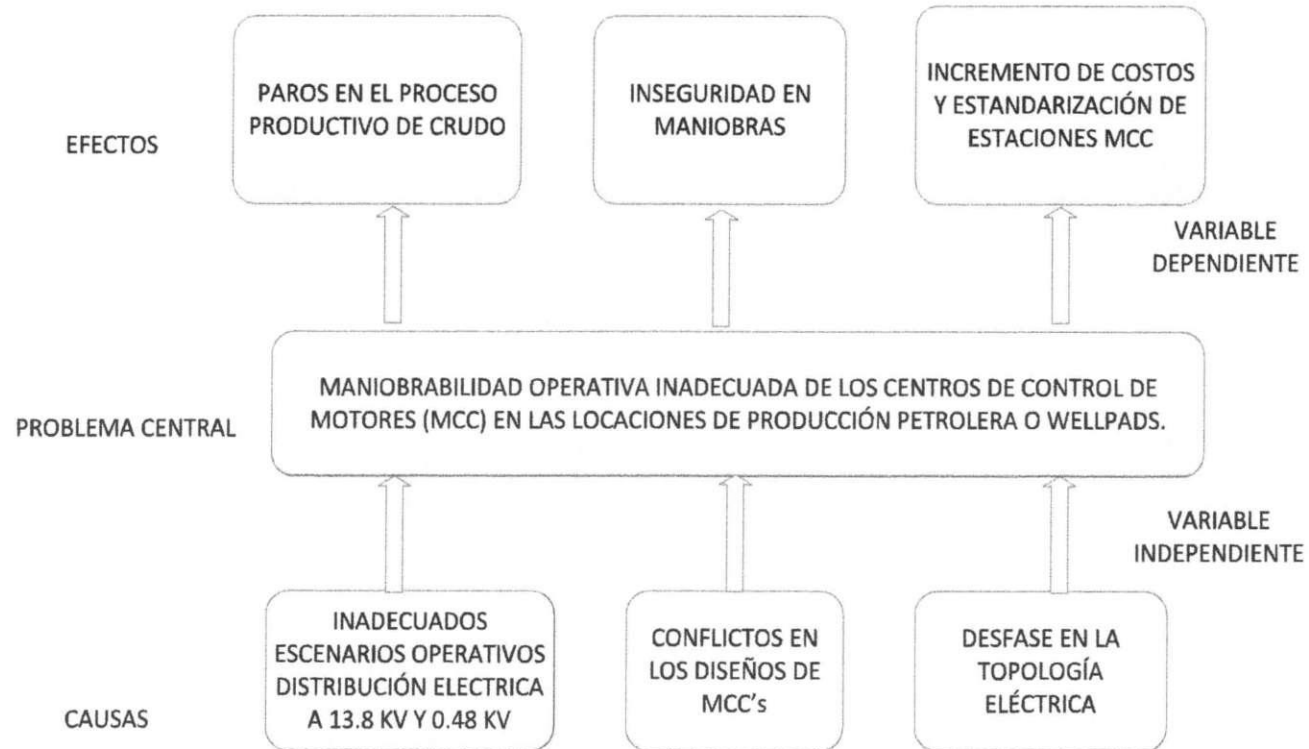 PAROS EN EL PROCESO
PRODUCTIVO DE CRUDO
INSEGURIDAD EN
MANIOBRAS
INCREMENTO DE COSTOS
Y ESTANDARIZACIÓN DE
ESTACIONES MCC
EFECTOS
VARIABLE
DEPENDIENTE
MANIOBRABILIDAD OPERATIVA INADECUADA DE LOS CENTROS DE CONTROL DE
MOTORES (MCC) EN LAS LOCACIONES DE PRODUCCIÓN PETROLERA O WELLPADS.
PROBLEMA CENTRAL
VARIABLE
INDEPENDIENTE
INADECUADOS
ESCENARIOS OPERATIVOS
DISTRIBUCIÓN ELECTRICA
A 13.8 KV Y 0.48 KV
CONFLICTOS EN
LOS DISEÑOS DE
MCC's
DESFASE EN LA
TOPOLOGÍA
ELÉCTRICA
CAUSAS